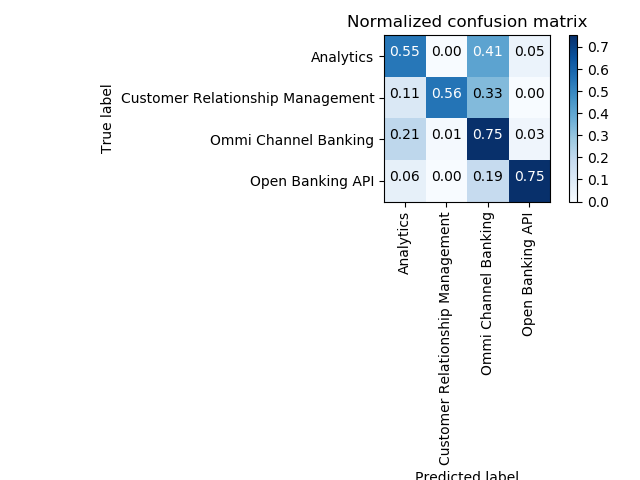 Normalized confusion matrix
True label
Analytics 0.55 0.00 0.41 0.05
Customer Relationship Management 0.11 0.56 0.33 0.00
Ommi Channel Banking 0.21 0.01 0.75 0.03
Open Banking API 0.06 0.00 0.19 0.75
0.7
0.6
0.5
0.4
0.3
0.2
0.1
0.0
Analytics
Customer Relationship Management
Ommi Channel Banking
Open Banking API
Predicted label